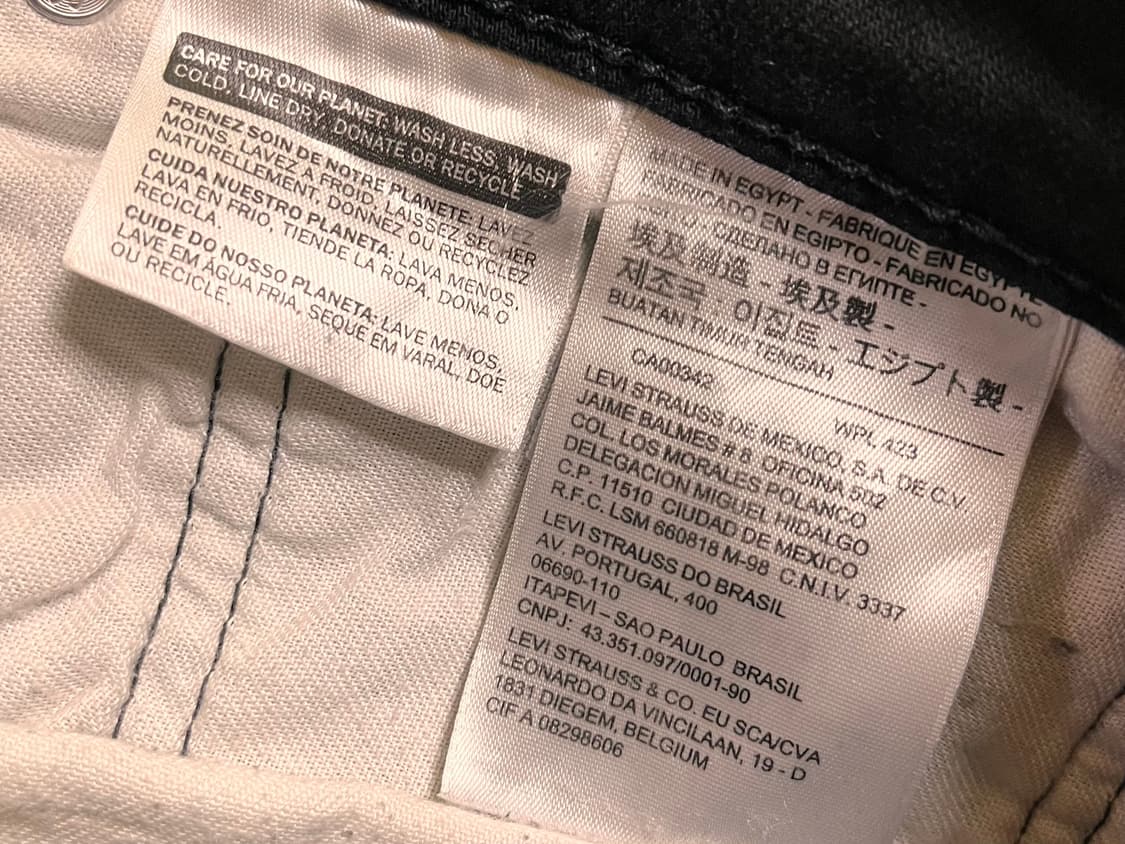 CARE FOR OUR PLANET: WASH LESS, WASH
COLD, LINE DRY, DONATE OR RECYCLE.
PRENEZ SOIN DE NOTRE PLANETE: LAVEZ
MOINS, LAVEZ À FROID, LAISSEZ SECHER
NATURELLEMENT, DONNEZ OU RECYCLEZ
CUIDA NUESTRO PLANETA: LAVA MENOS,
LAVA EN FRIO, TIENDE LA ROPA, DONA O
RECICLA.
CUIDE DO NOSSO PLANETA: LAVE MENOS,
LAVE EM ÁGUA FRIA, SEQUE EM VARAL, DOE
OU RECICLE.
MADE IN EGYPT - FABRIQUE EN EGYPTE
FABRICADO EN EGIPTO - FABRICADO NO
СДЕЛАНО В ЕГИПТЕ -
埃及制造 - 埃及製 -
제조국 이집트 - エジプト製 -
BUATAN TIMUR TENGAH
CA00342 WPL 423
LEVI STRAUSS DE MEXICO, S.A. DE C.V.
JAIME BALMES # 8, OFICINA 502
COL. LOS MORALES POLANCO
DELEGACION MIGUEL HIDALGO
C.P. 11510 CIUDAD DE MEXICO
R.F.C. LSM 660818 M-98 C.N.I.V. 3337
LEVI STRAUSS DO BRASIL
AV. PORTUGAL, 400
06690-110
ITAPEVI – SAO PAULO BRASIL
CNPJ: 43.351.097/0001-90
LEVI STRAUSS & CO. EU SCA/CVA
LEONARDO DA VINCILAAN, 19 - D
1831 DIEGEM, BELGIUM
CIF A 08298606